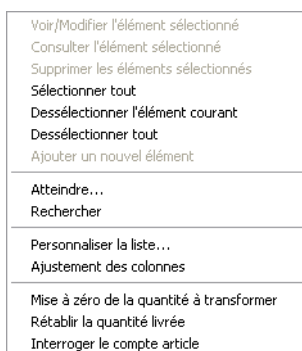 Voir/Modifier l'élément sélectionné
Consulter l'élément sélectionné
Supprimer les éléments sélectionnés
Sélectionner tout
Dessélectionner l'élément courant
Dessélectionner tout
Ajouter un nouvel élément
Atteindre...
Rechercher
Personnaliser la liste...
Ajustement des colonnes
Mise à zéro de la quantité à transformer
Rétablir la quantité livrée
Interroger le compte article